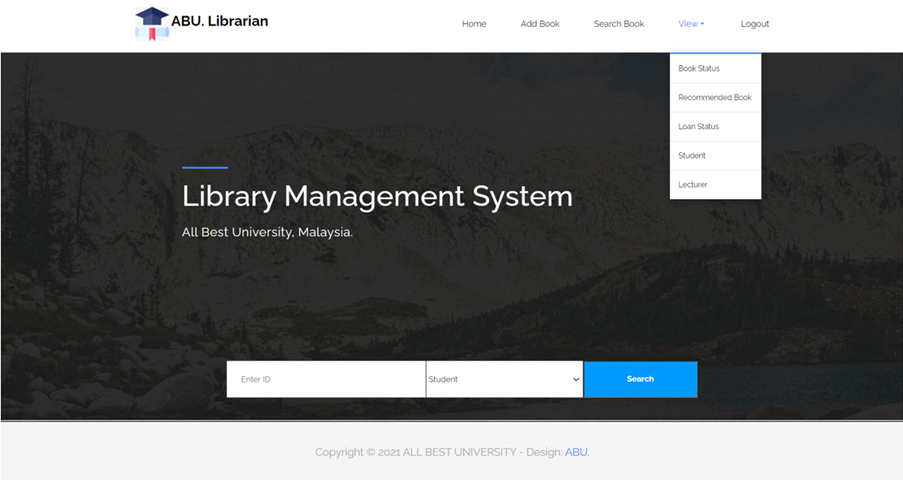 ABU. Librarian
Home Add Book Search Book View Logout
Book Status
Recommended Book
Loan Status
Student
Lecturer
Library Management System
All Best University, Malaysia.
Enter ID Student Search
Copyright © 2021 ALL BEST UNIVERSITY - Design: ABU.